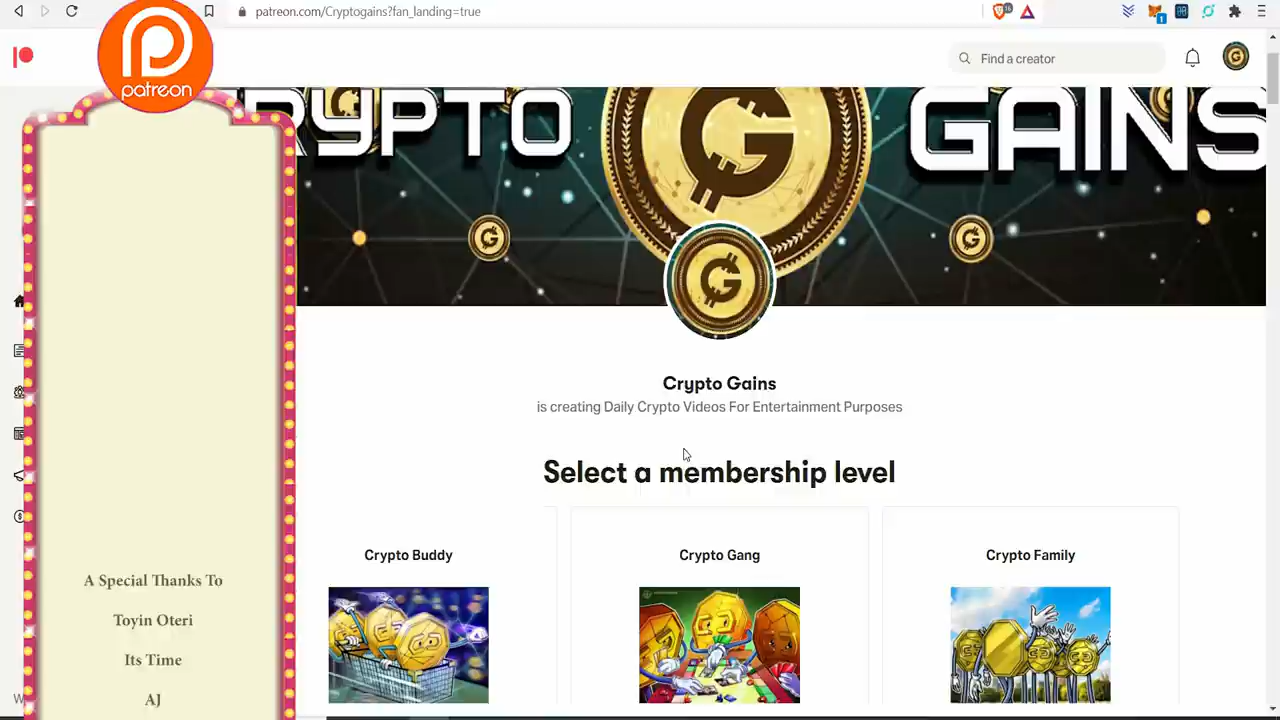 patreon.com/Cryptogains?fan_landing=true
Find a creator
patreon
CRYPTO GAINS
Crypto Gains
is creating Daily Crypto Videos For Entertainment Purposes
Select a membership level
Crypto Buddy
Crypto Gang
Crypto Family
A Special Thanks To
Toyin Oteri
Its Time
AJ